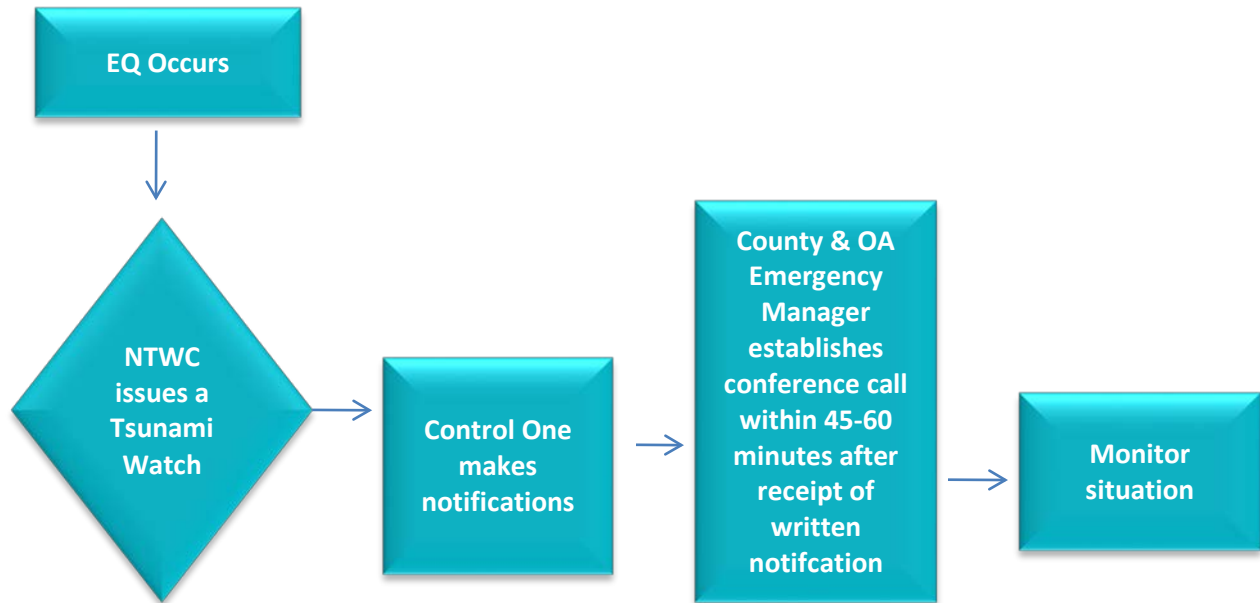 EQ Occurs
NTWC
issues a
Tsunami
Watch
Control One
makes
notifications
County & OA
Emergency
Manager
establishes
conference call
within 45-60
minutes after
receipt of
written
notifcation
Monitor
situation